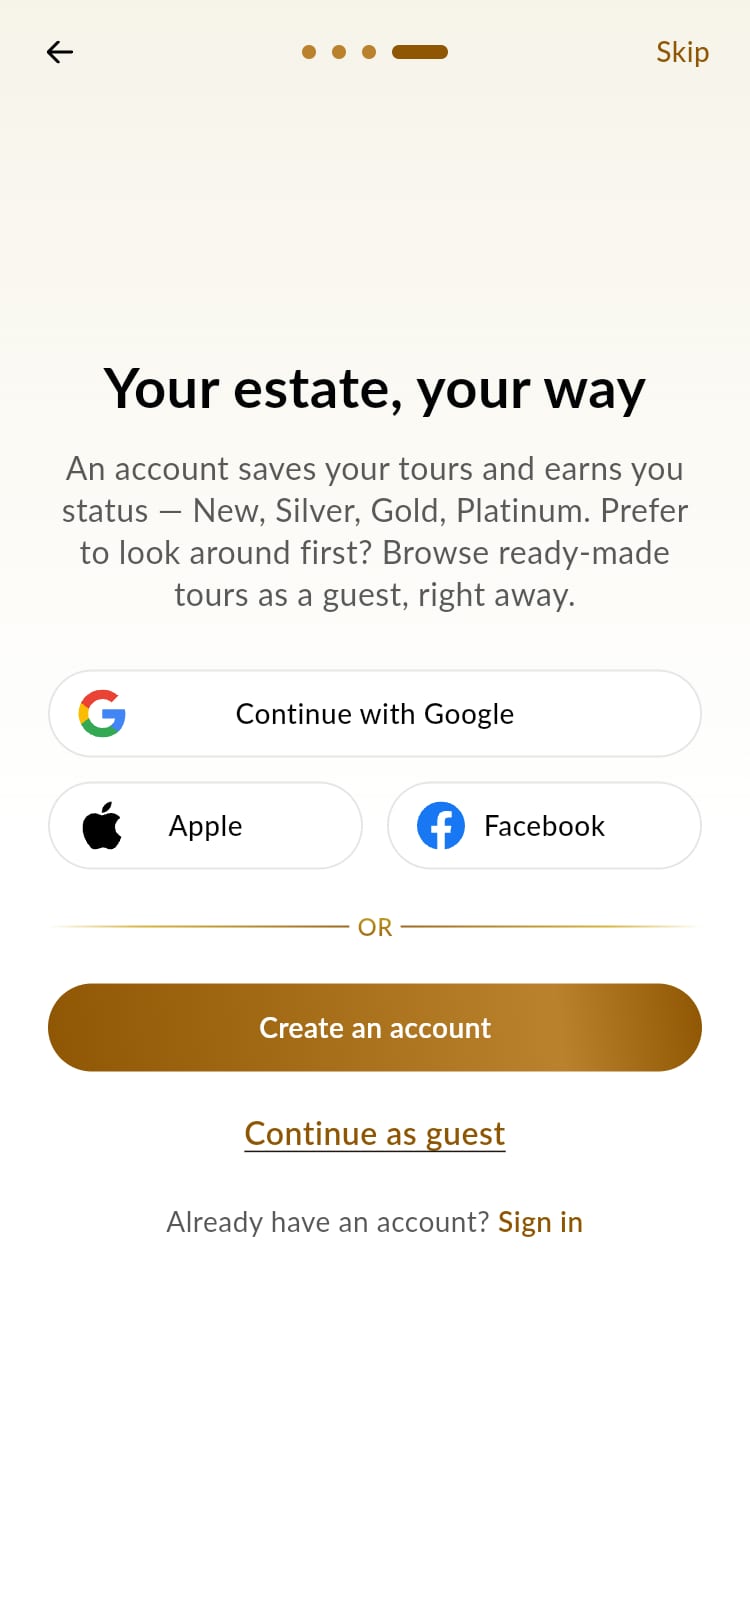 Skip
Your estate, your way
An account saves your tours and earns you
status — New, Silver, Gold, Platinum. Prefer
to look around first? Browse ready-made
tours as a guest, right away.
Continue with Google
Apple
Facebook
OR
Create an account
Continue as guest
Already have an account? Sign in